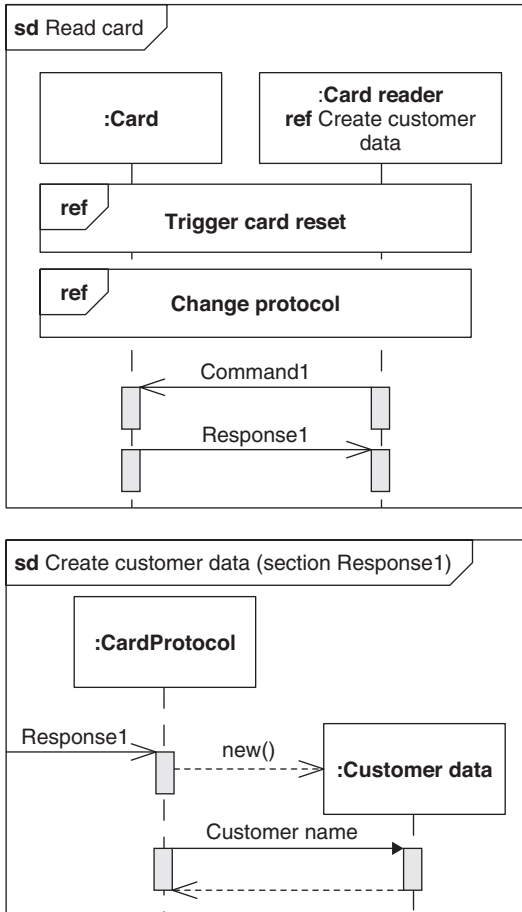 sd Read card
:Card
:Card reader
ref Create customer
data
ref
Trigger card reset
ref
Change protocol
Command1
Response1
sd Create customer data (section Response1)
:CardProtocol
Response1
new()
:Customer data
Customer name